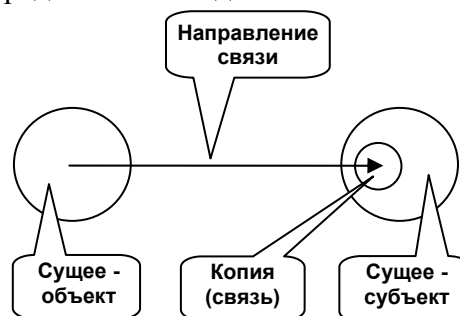 Направление
связи
Сущее -
объект
Копия
(связь)
Сущее -
субъект